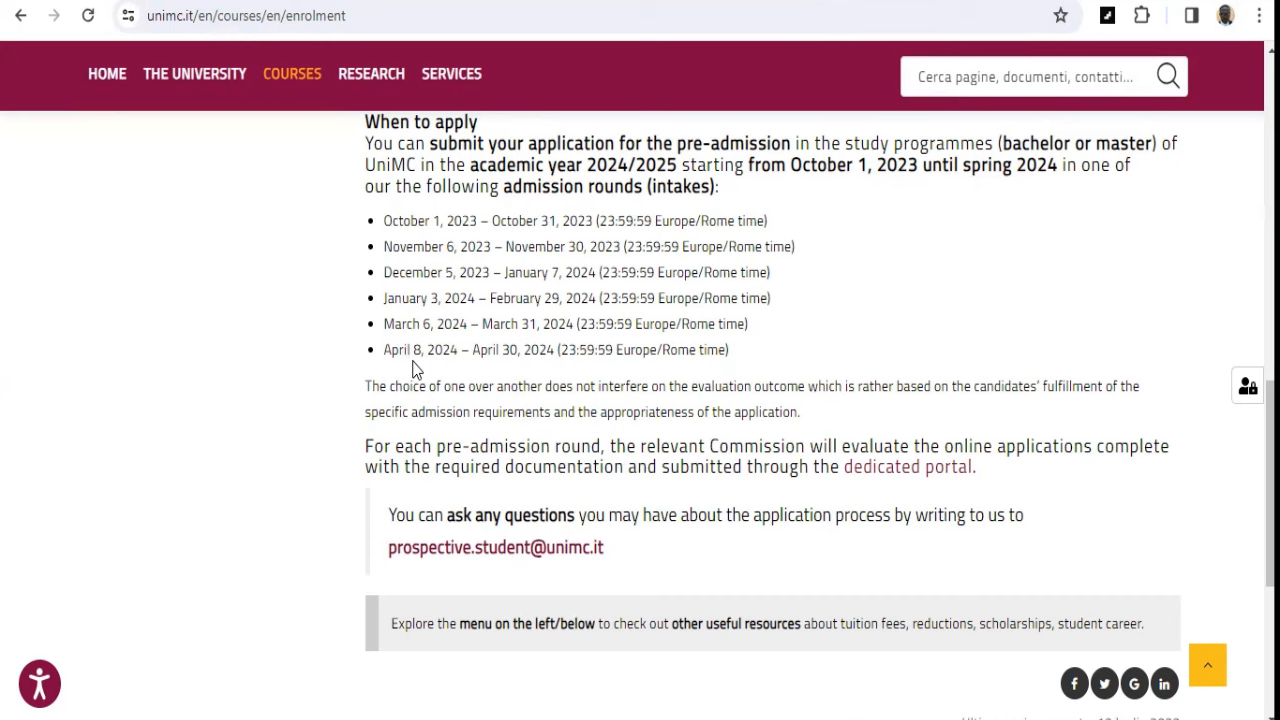 unimc.it/en/courses/en/enrolment
HOME THE UNIVERSITY COURSES RESEARCH SERVICES
Cerca pagine, documenti, contatti...
When to apply
You can submit your application for the pre-admission in the study programmes (bachelor or master) of
UniMC in the academic year 2024/2025 starting from October 1, 2023 until spring 2024 in one of
our the following admission rounds (intakes):
October 1, 2023 – October 31, 2023 (23:59:59 Europe/Rome time)
November 6, 2023 – November 30, 2023 (23:59:59 Europe/Rome time)
December 5, 2023 – January 7, 2024 (23:59:59 Europe/Rome time)
January 3, 2024 – February 29, 2024 (23:59:59 Europe/Rome time)
March 6, 2024 – March 31, 2024 (23:59:59 Europe/Rome time)
April 8, 2024 – April 30, 2024 (23:59:59 Europe/Rome time)
The choice of one over another does not interfere on the evaluation outcome which is rather based on the candidates' fulfillment of the
specific admission requirements and the appropriateness of the application.
For each pre-admission round, the relevant Commission will evaluate the online applications complete
with the required documentation and submitted through the dedicated portal.
You can ask any questions you may have about the application process by writing to us to
prospective.student@unimc.it
Explore the menu on the left/below to check out other useful resources about tuition fees, reductions, scholarships, student career.